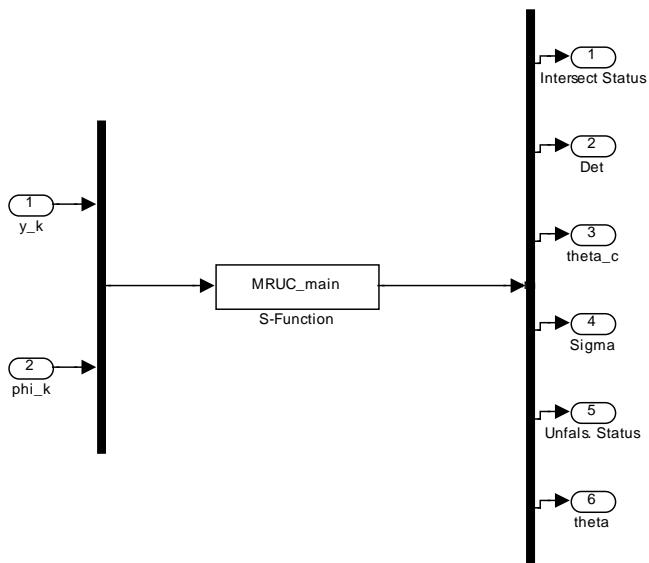 1
Intersect Status
2
Det
1
y_k
3
theta_c
MRUC_main
S-Function
4
Sigma
2
phi_k
5
Unfals. Status
6
theta